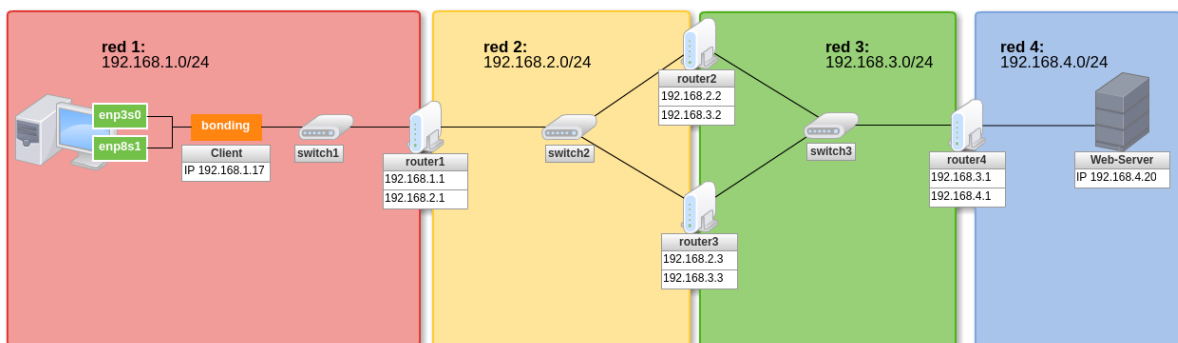 red 1:
192.168.1.0/24
enp3s0
enp8s1
bonding
Client
IP 192.168.1.17
switch1
router1
192.168.1.1
192.168.2.1
red 2:
192.168.2.0/24
switch2
router2
192.168.2.2
192.168.3.2
router3
192.168.2.3
192.168.3.3
red 3:
192.168.3.0/24
switch3
router4
192.168.3.1
192.168.4.1
red 4:
192.168.4.0/24
Web-Server
IP 192.168.4.20